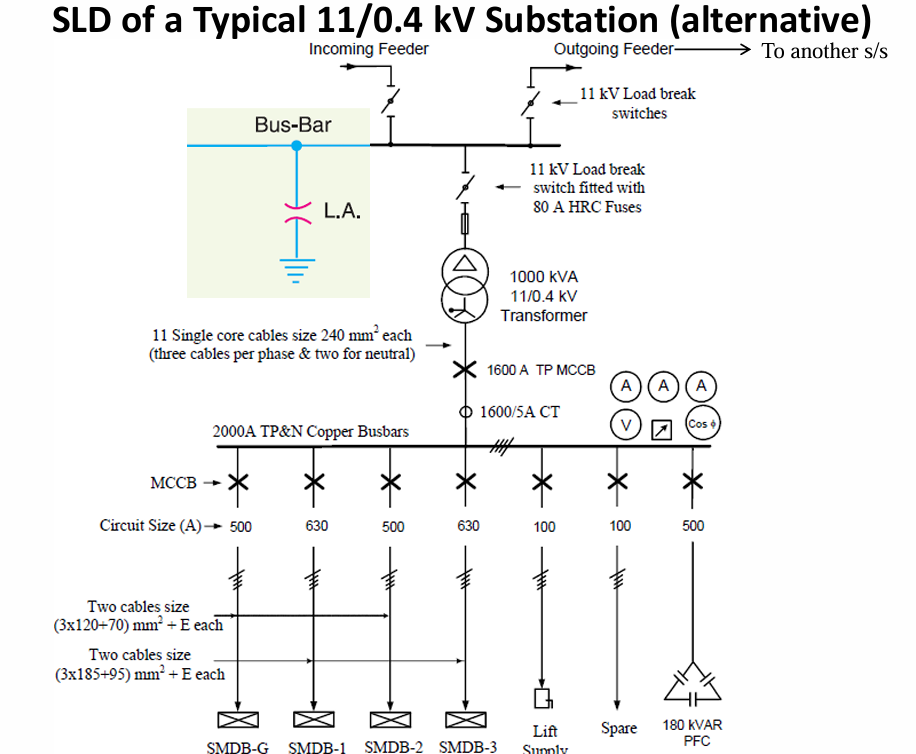 SLD of a Typical 11/0.4 kV Substation (alternative)
Incoming Feeder
Outgoing Feeder
To another s/s
11 kV Load break
switches
Bus-Bar
L.A.
11 kV Load break
switch fitted with
80 A HRC Fuses
1000 kVA
11/0.4 kV
Transformer
11 Single core cables size 240 mm² each
(three cables per phase & two for neutral)
1600 A TP MCCB
A A A
1600/5A CT
V Cos ϕ
2000A TP&N Copper Busbars
MCCB
Circuit Size (A) 500 630 500 630 100 100 500
Two cables size
(3x120+70) mm² + E each
Two cables size
(3x185+95) mm² + E each
SMDB-G SMDB-1 SMDB-2 SMDB-3
Lift
Supply
Spare
180 kVAR
PFC